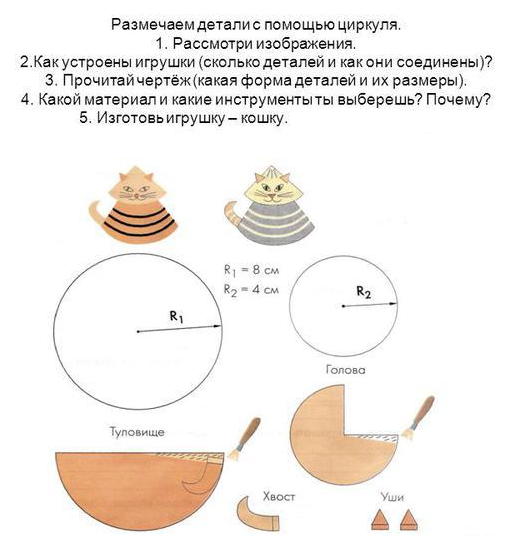 Размечаем детали с помощью циркуля.
1. Рассмотри изображения.
2.Как устроены игрушки (сколько деталей и как они соединены)?
3. Прочитай чертёж (какая форма деталей и их размеры).
4. Какой материал и какие инструменты ты выберешь? Почему?
5. Изготовь игрушку – кошку.
R₁ = 8 см
R₂ = 4 см
R₁
R₂
Голова
Туловище
Хвост
Уши